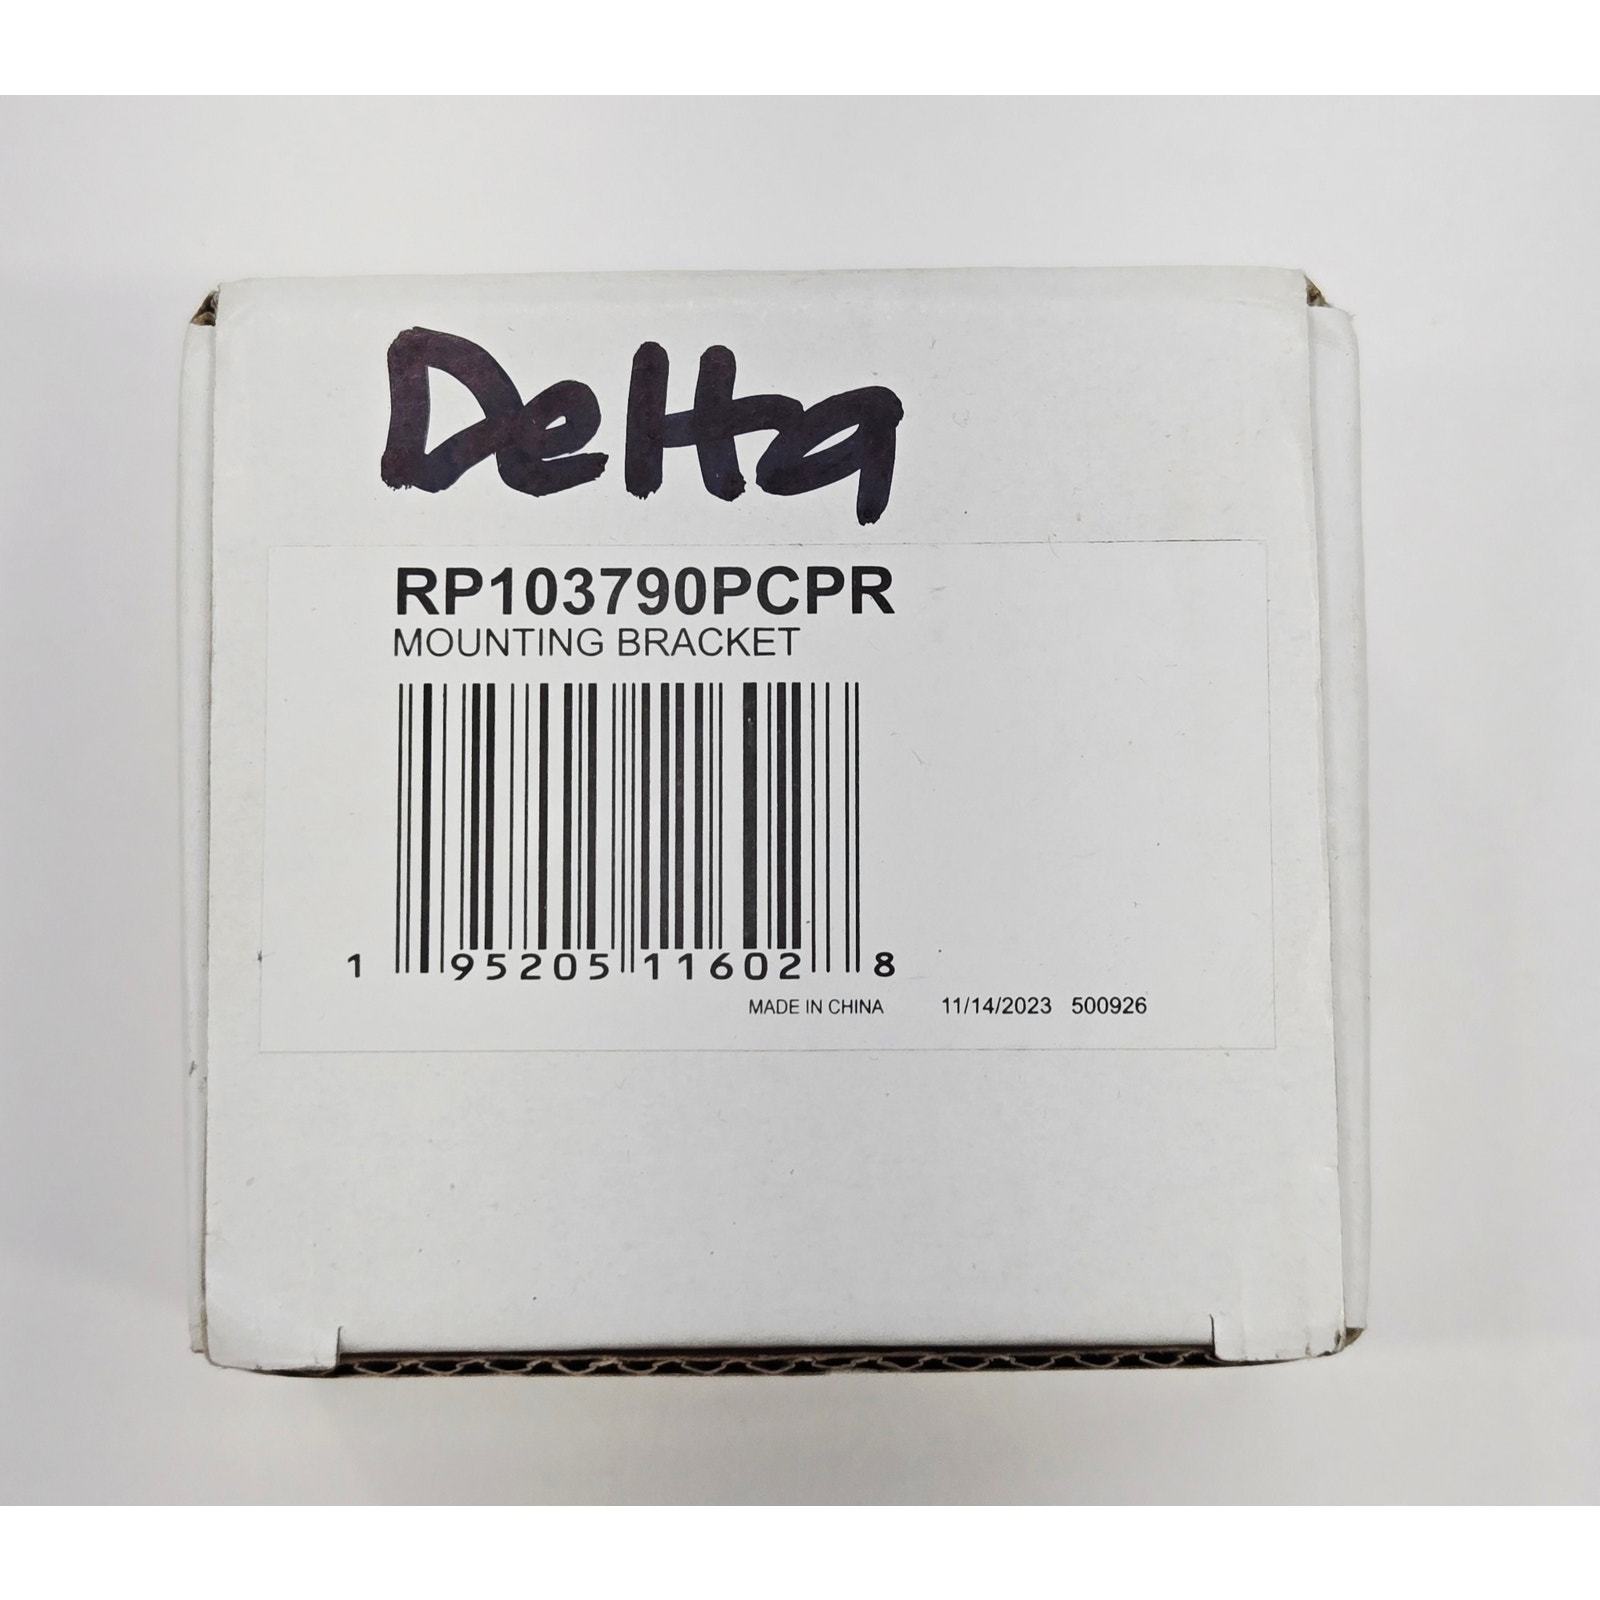 Delta
RP103790PCPR
MOUNTING BRACKET
1 95205 11602 8
MADE IN CHINA 11/14/2023 500926